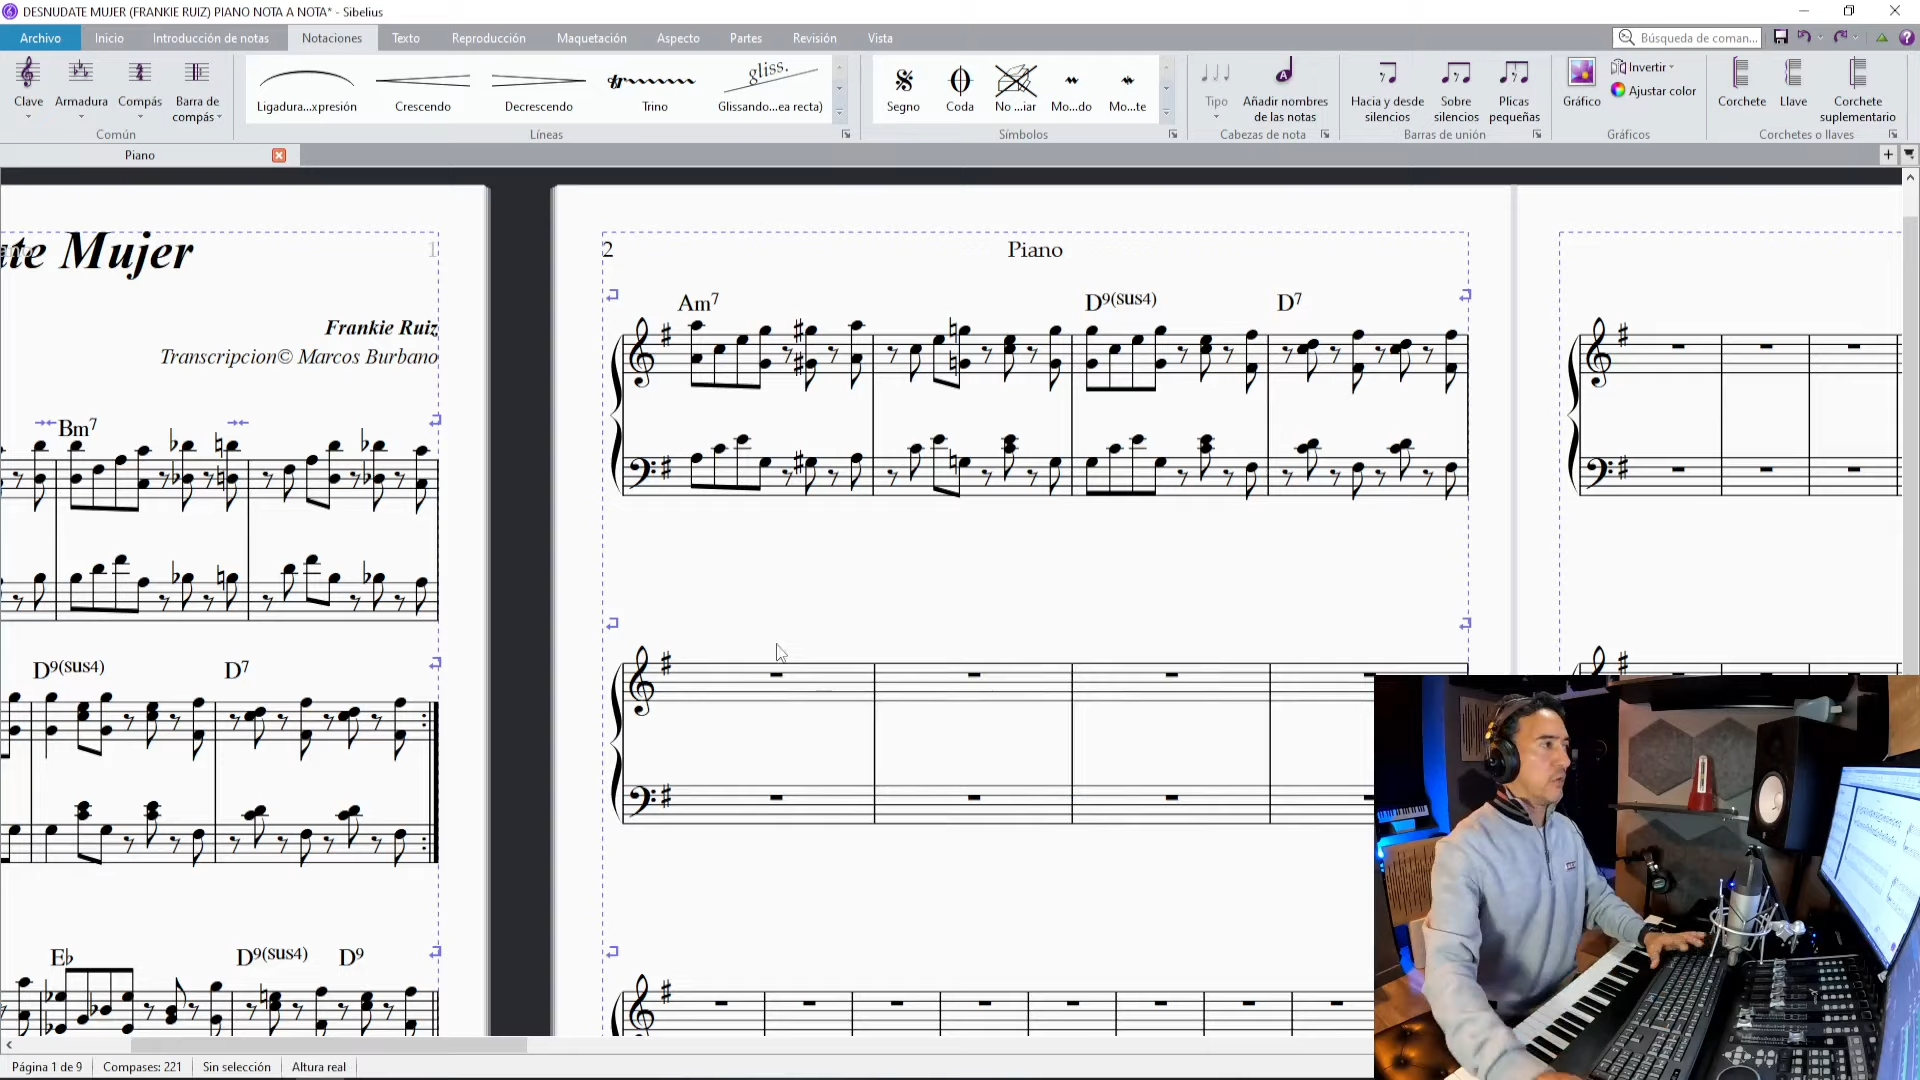 DESNUDATE MUJER (FRANKIE RUIZ) PIANO NOTA A NOTA* - Sibelius
Archivo Inicio Introducción de notas Notaciones Texto Reproducción Maquetación Aspecto Partes Revisión Vista Búsqueda de coman...
Clave Armadura Compás Barra de compás
Común
Ligadura...xpresión Crescendo Decrescendo Trino Glissando...ea recta)
gliss.
Líneas
Segno Coda No ...iar Mo...do Mo...te
Símbolos
Tipo Añadir nombres de las notas
Cabezas de nota
Hacia y desde silencios Sobre silencios Plicas pequeñas
Barras de unión
Gráfico Invertir
Ajustar color
Gráficos
Corchete Llave Corchete suplementario
Corchetes o llaves
Piano
ate Mujer
1
Frankie Ruiz
Transcripcion© Marcos Burbano
Bm7
D9(sus4) D7
Eb D9(sus4) D9
2 Piano
Am7 D9(sus4) D7
Página 1 de 9 Compases: 221 Sin selección Altura real